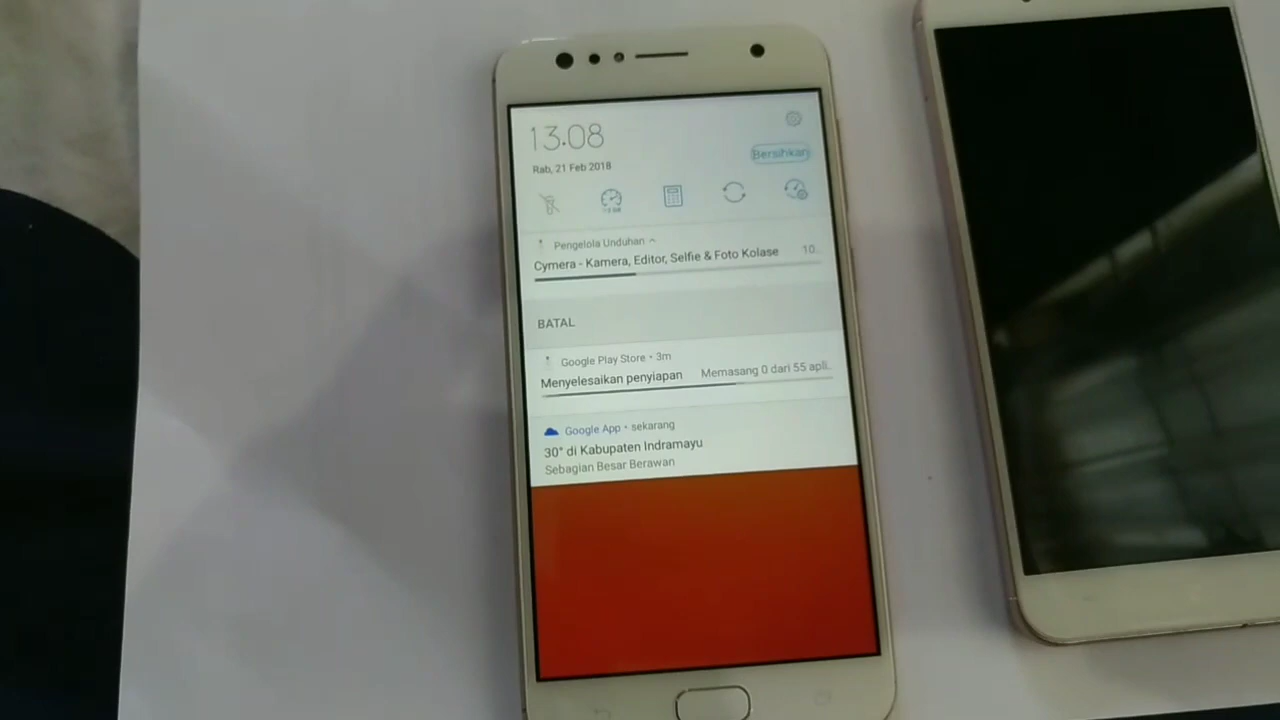 13.08
Rab, 21 Feb 2018
Bersihkan
Pengelola Unduhan
Cymera - Kamera, Editor, Selfie & Foto Kolase 10..
BATAL
Google Play Store • 3m
Menyelesaikan penyiapan Memasang 0 dari 55 apli..
Google App • sekarang
30° di Kabupaten Indramayu
Sebagian Besar Berawan